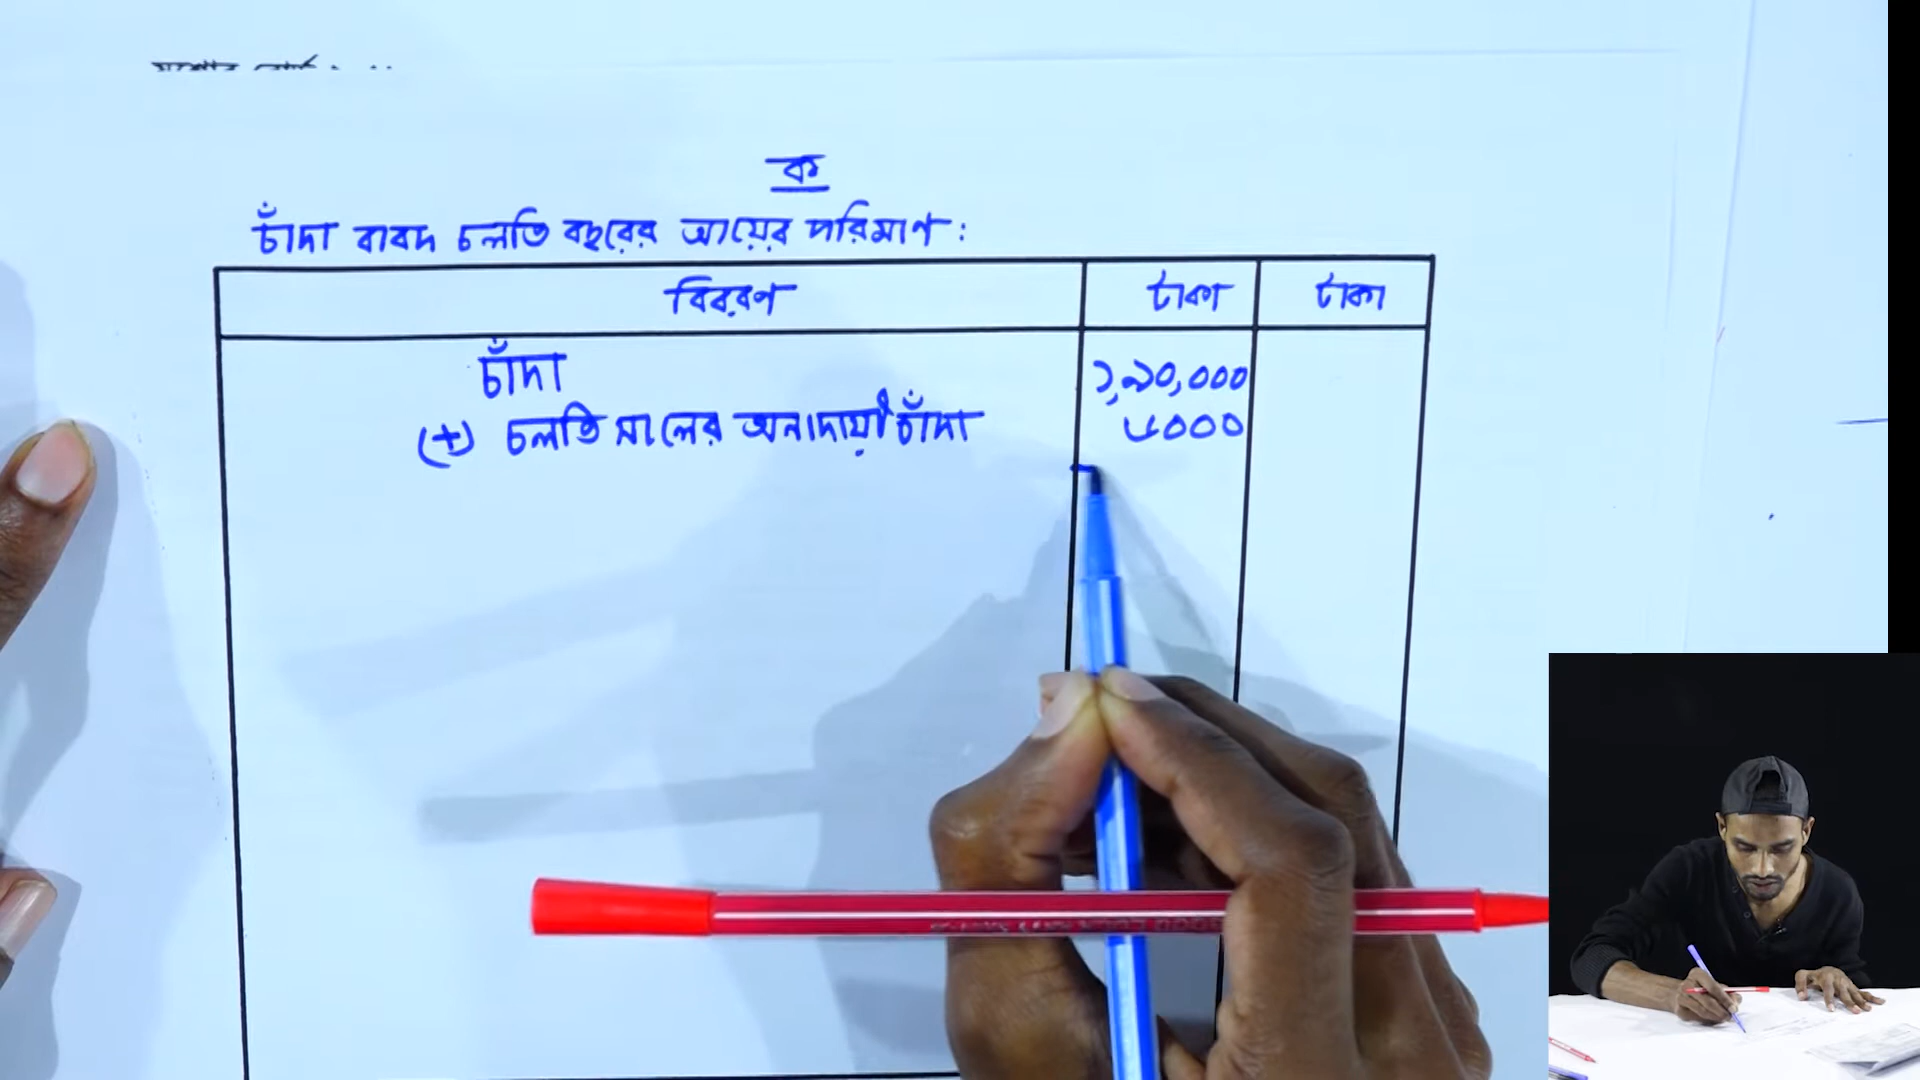 ক
চাঁদা বাবদ চলতি বছরের আয়ের পরিমাণ:
বিবরণ টাকা টাকা
চাঁদা ১,৯০,০০০
(+) চলতি সালের অনাদায়ী চাঁদা ৮০০০